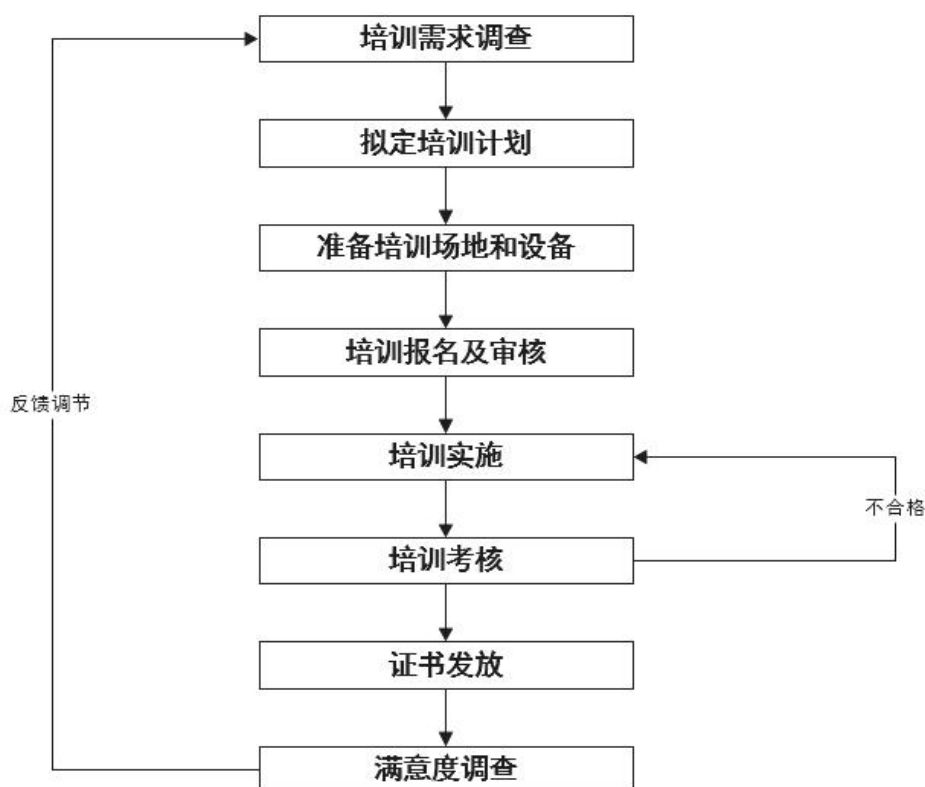 培训需求调查
拟定培训计划
准备培训场地和设备
培训报名及审核
反馈调节
培训实施
不合格
培训考核
证书发放
满意度调查